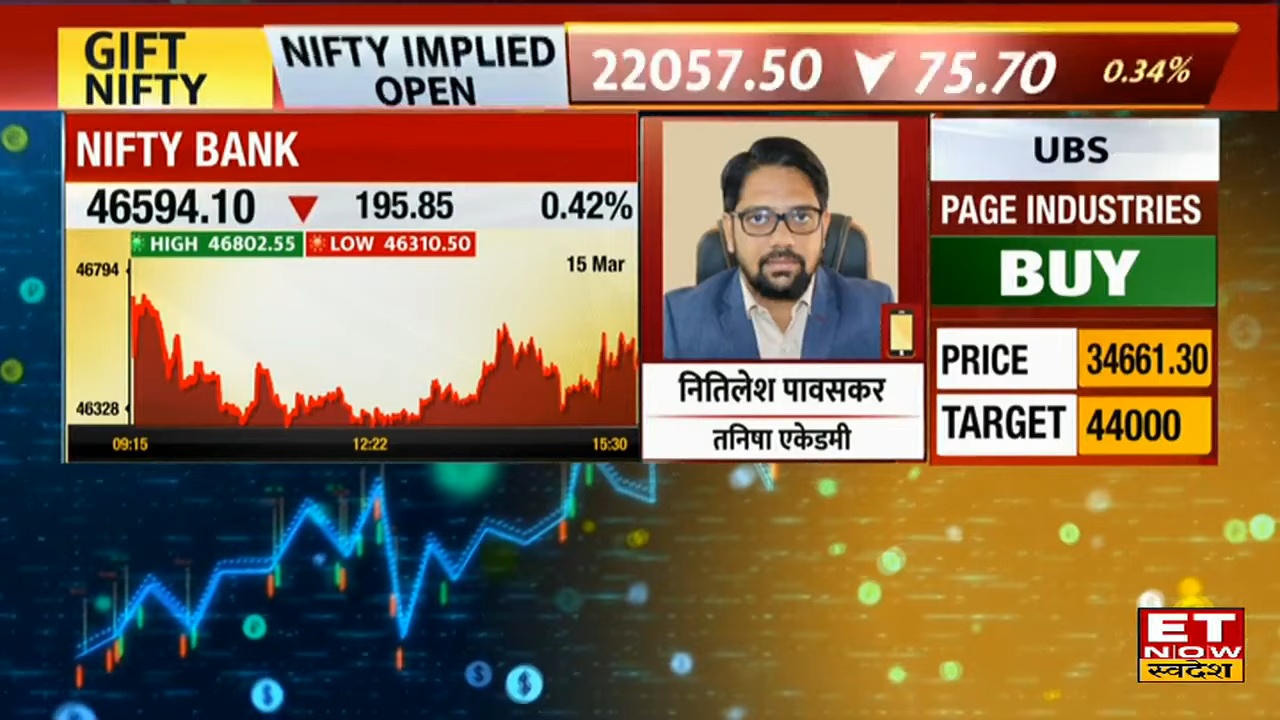 GIFT
NIFTY
NIFTY IMPLIED
OPEN
22057.50 ▼ 75.70 0.34%
NIFTY BANK
46594.10 ▼ 195.85 0.42%
HIGH 46802.55 LOW 46310.50
15 Mar
46794
46328
09:15 12:22 15:30
नितिलेश पावसकर
तनिषा एकेडमी
UBS
PAGE INDUSTRIES
BUY
PRICE 34661.30
TARGET 44000
ET
NOW
स्वदेश